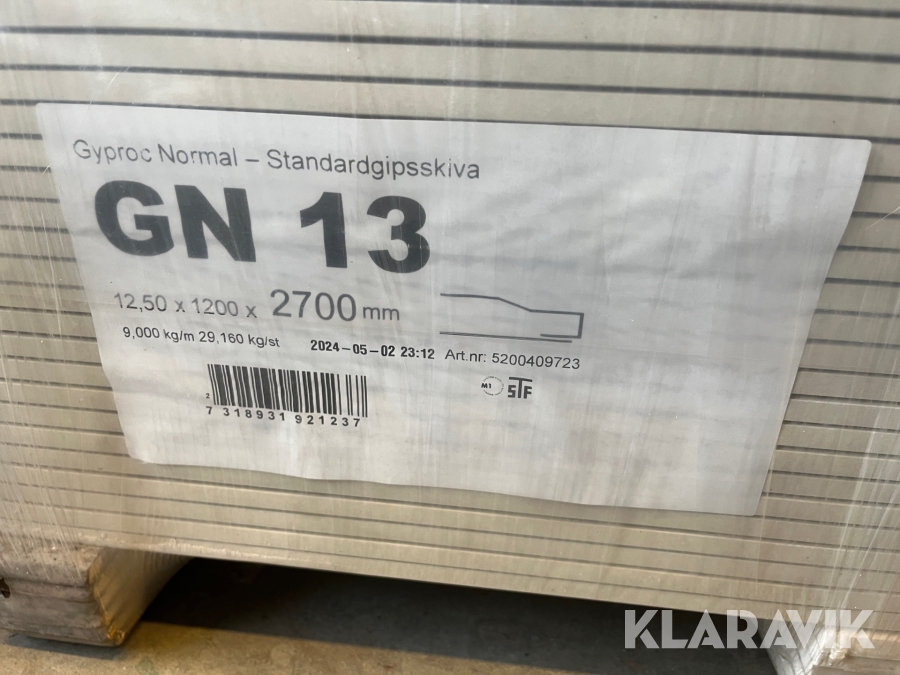 Gyproc Normal – Standardgipsskiva
GN 13
12,50 x 1200 x 2700 mm
9,000 kg/m 29,160 kg/st
2024-05-02 23:12 Art.nr: 5200409723
2
7 318931 921237
M1 STF
KLARAVIK